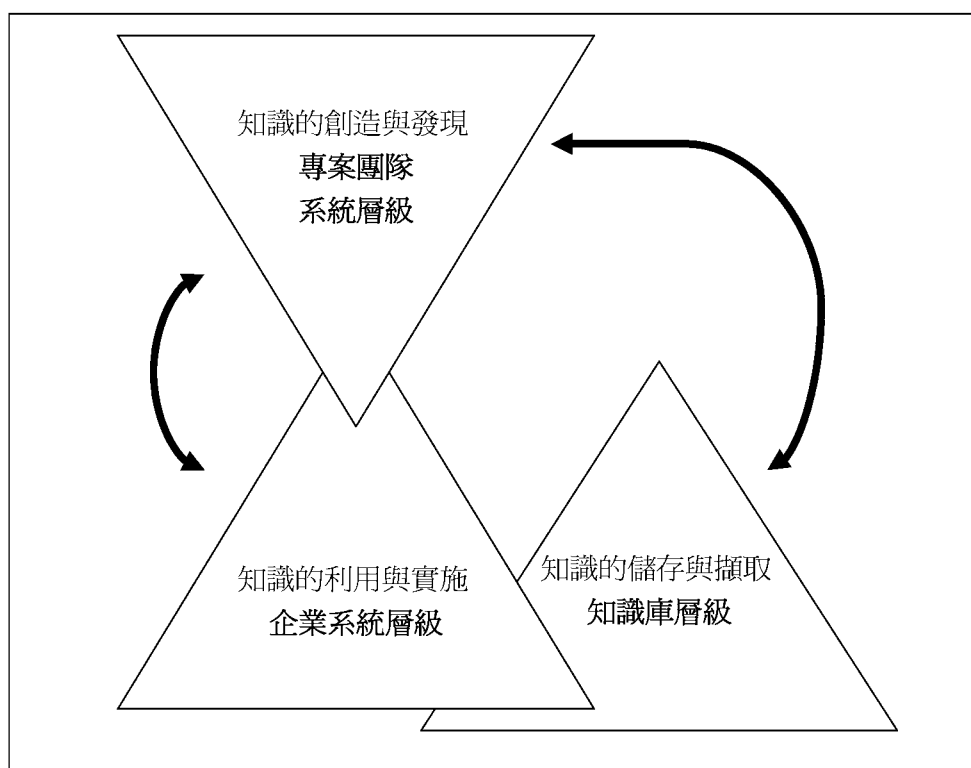 知識的創造與發現
專案團隊
系統層級
知識的利用與實施
企業系統層級
知識的儲存與擷取
知識庫層級